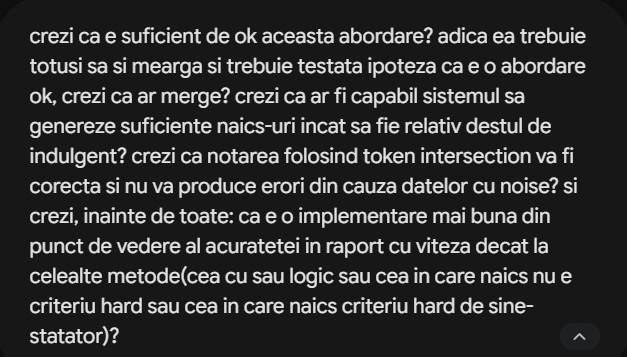 crezi ca e suficient de ok aceasta abordare? adica ea trebuie
totusi sa si mearga si trebuie testata ipoteza ca e o abordare
ok, crezi ca ar merge? crezi ca ar fi capabil sistemul sa
genereze suficiente naics-uri incat sa fie relativ destul de
indulgent? crezi ca notarea folosind token intersection va fi
corecta si nu va produce erori din cauza datelor cu noise? si
crezi, inainte de toate: ca e o implementare mai buna din
punct de vedere al acuratetei in raport cu viteza decat la
celealte metode(cea cu sau logic sau cea in care naics nu e
criteriu hard sau cea in care naics criteriu hard de sine-
statator)?